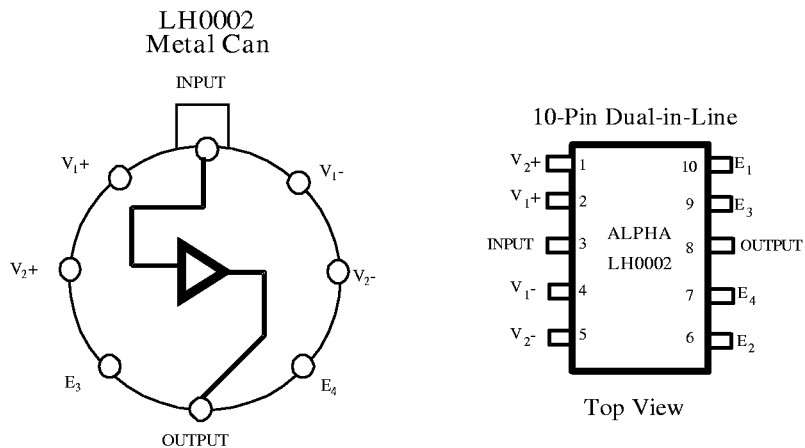 LH0002
Metal Can
INPUT
V₁+
V₁-
V₂+
V₂-
E₃
E₄
OUTPUT
10-Pin Dual-in-Line
V₂+ 1 10 E₁
V₁+ 2 9 E₃
INPUT 3 ALPHA 8 OUTPUT
LH0002
V₁- 4 7 E₄
V₂- 5 6 E₂
Top View